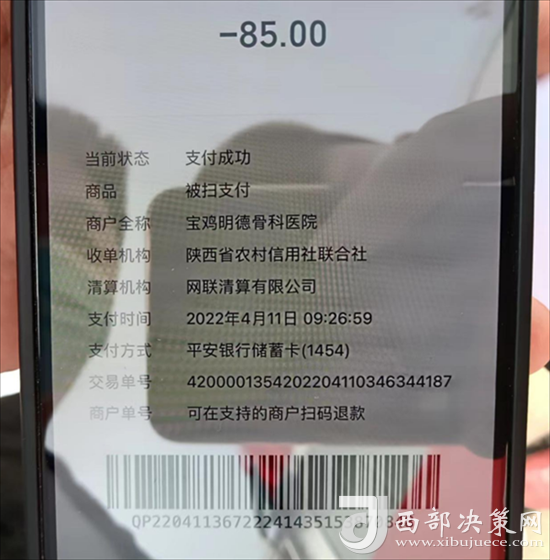 -85.00
当前状态 支付成功
商品 被扫支付
商户全称 宝鸡明德骨科医院
收单机构 陕西省农村信用社联合社
清算机构 网联清算有限公司
支付时间 2022年4月11日 09:26:59
支付方式 平安银行储蓄卡(1454)
交易单号 4200001354202204110346344187
商户单号 可在支持的商户扫码退款
西部决策网
www.xibujuece.com